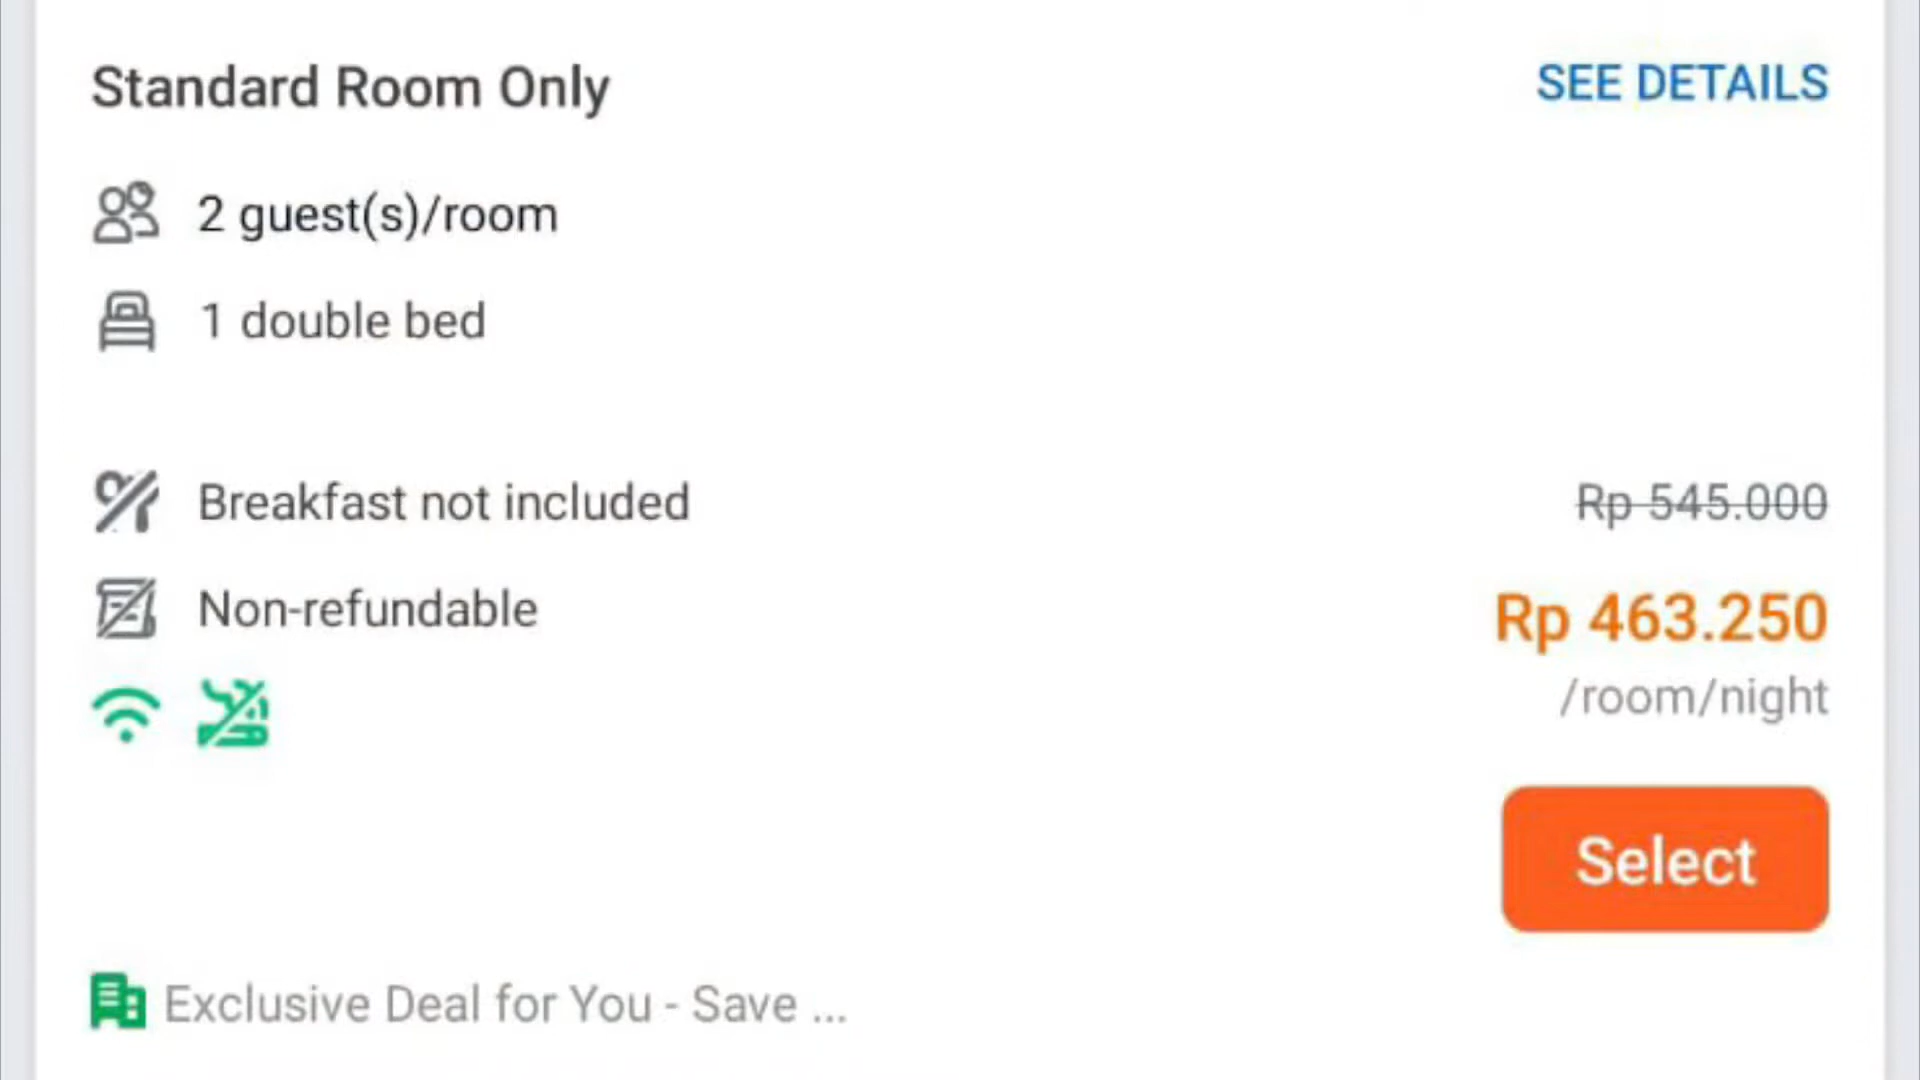 Standard Room Only
SEE DETAILS
2 guest(s)/room
1 double bed
Breakfast not included
Rp 545.000
Non-refundable
Rp 463.250
/room/night
Select
Exclusive Deal for You - Save ...